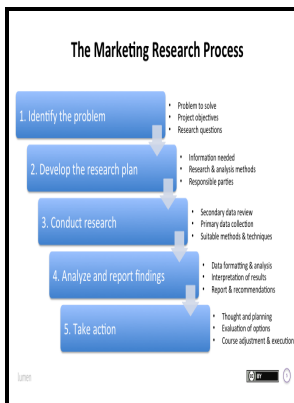 The Marketing Research Process
1. Identify the problem
• Problem to solve
• Project objectives
• Research questions
2. Develop the research plan
• Information needed
• Research & analysis methods
• Responsible parties
3. Conduct research
• Secondary data review
• Primary data collection
• Suitable methods & techniques
4. Analyze and report findings
• Data formatting & analysis
• Interpretation of results
• Report & recommendations
5. Take action
• Thought and planning
• Evaluation of options
• Course adjustment & execution
lumen
BY